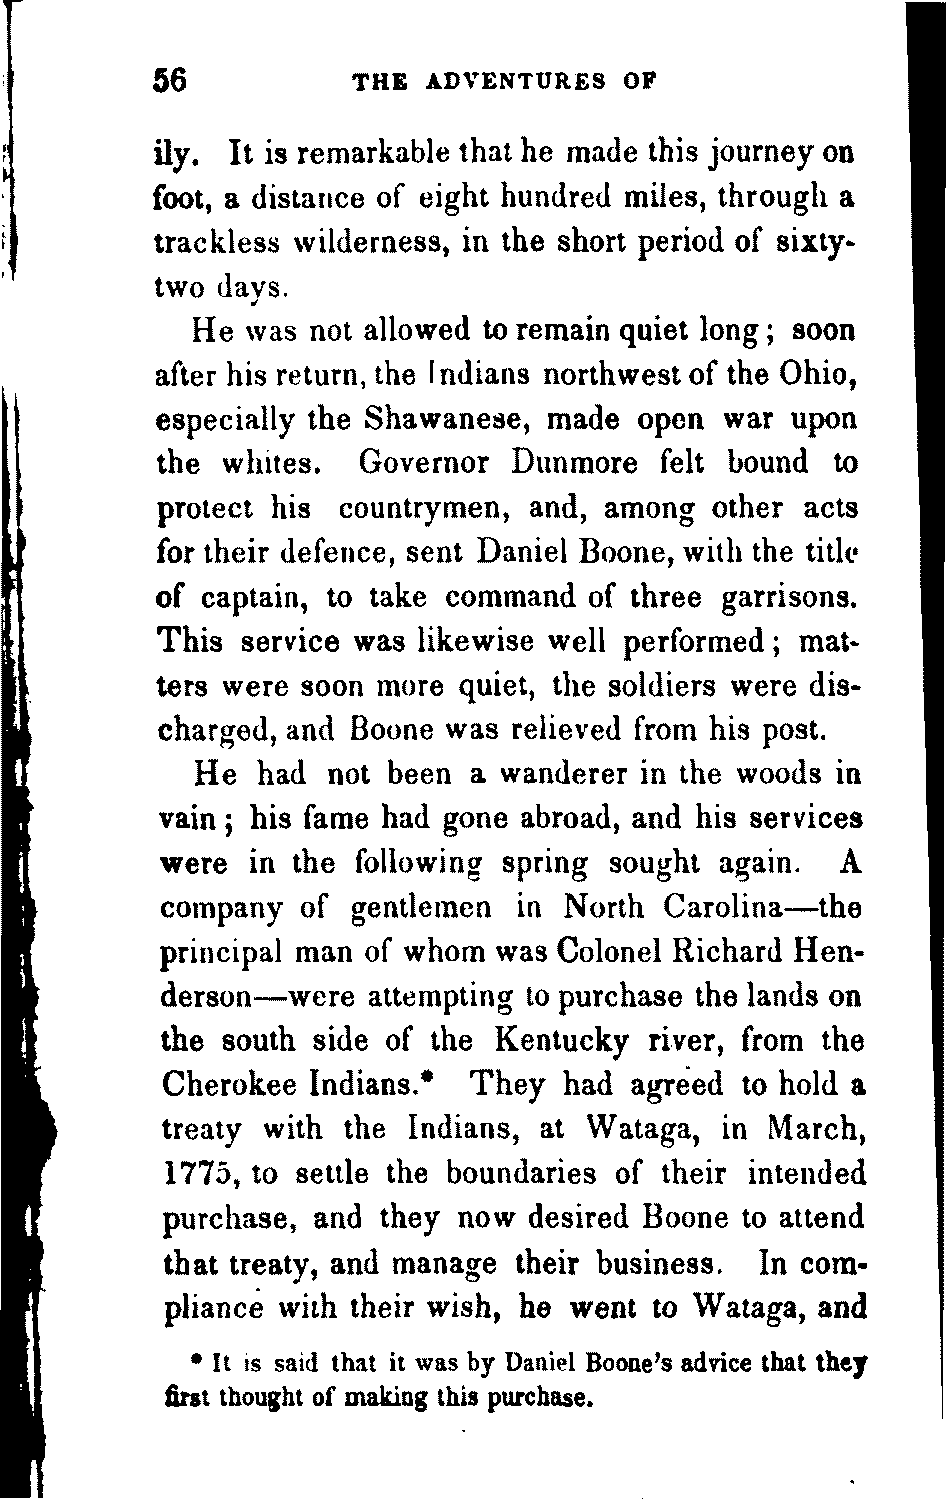 56 THE ADVENTURES OF
ily. It is remarkable that he made this journey on
foot, a distance of eight hundred miles, through a
trackless wilderness, in the short period of sixty-
two days.
He was not allowed to remain quiet long; soon
after his return, the Indians northwest of the Ohio,
especially the Shawanese, made open war upon
the whites. Governor Dunmore felt bound to
protect his countrymen, and, among other acts
for their defence, sent Daniel Boone, with the title
of captain, to take command of three garrisons.
This service was likewise well performed; mat-
ters were soon more quiet, the soldiers were dis-
charged, and Boone was relieved from his post.
He had not been a wanderer in the woods in
vain; his fame had gone abroad, and his services
were in the following spring sought again. A
company of gentlemen in North Carolina—the
principal man of whom was Colonel Richard Hen-
derson—were attempting to purchase the lands on
the south side of the Kentucky river, from the
Cherokee Indians.* They had agreed to hold a
treaty with the Indians, at Wataga, in March,
1775, to settle the boundaries of their intended
purchase, and they now desired Boone to attend
that treaty, and manage their business. In com-
pliance with their wish, he went to Wataga, and
* It is said that it was by Daniel Boone's advice that they
first thought of making this purchase.